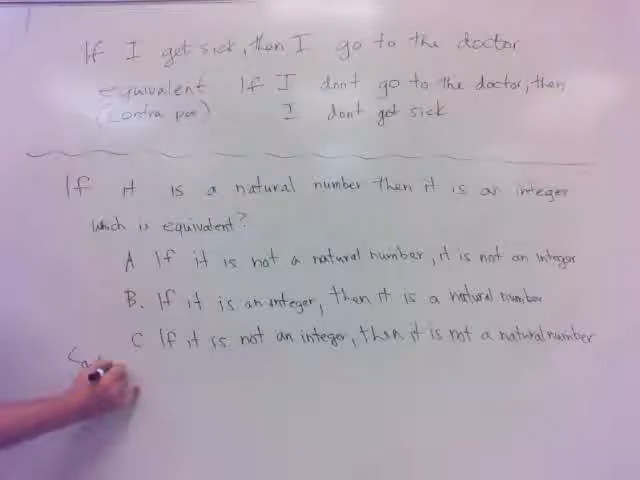 If I get sick, then I go to the doctor
equivalent If I dont go to the doctor, then
(contra pos) I dont get sick
If it is a natural number then it is an integer
which is equivalent?
A If it is not a natural number, it is not an integer
B. If it is an integer, then it is a natural number
C If it is not an integer, then it is not a natural number